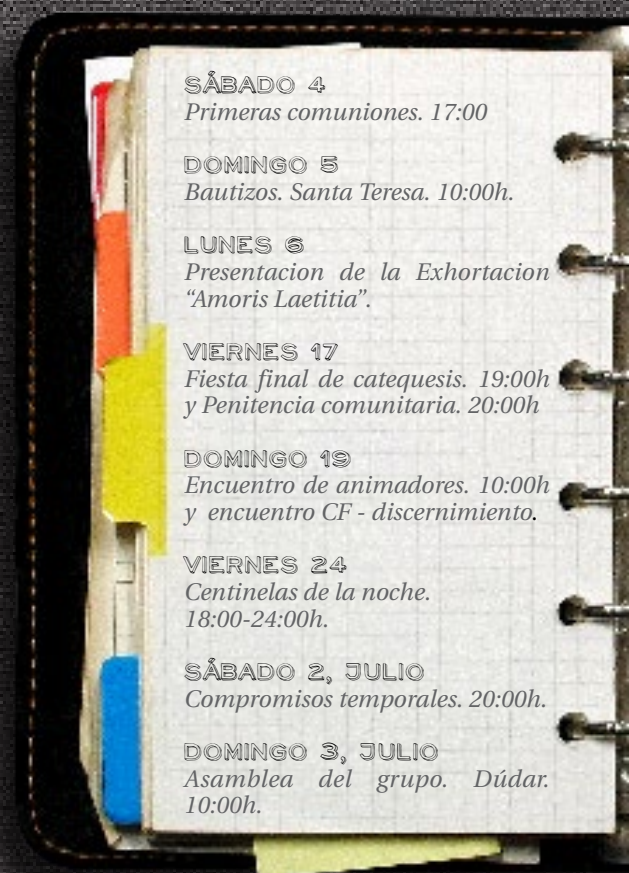 SÁBADO 4
Primeras comuniones. 17:00
DOMINGO 5
Bautizos. Santa Teresa. 10:00h.
LUNES 6
Presentacion de la Exhortacion
“Amoris Laetitia”.
VIERNES 17
Fiesta final de catequesis. 19:00h
y Penitencia comunitaria. 20:00h
DOMINGO 19
Encuentro de animadores. 10:00h
y encuentro CF - discernimiento.
VIERNES 24
Centinelas de la noche.
18:00-24:00h.
SÁBADO 2, JULIO
Compromisos temporales. 20:00h.
DOMINGO 3, JULIO
Asamblea del grupo. Dúdar.
10:00h.